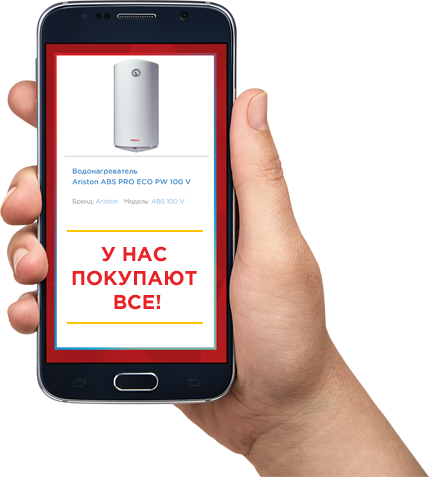 Водонагреватель
Ariston ABS PRO ECO PW 100 V
Бренд: Ariston Модель: ABS 100 V
У НАС
ПОКУПАЮТ
ВСЕ!